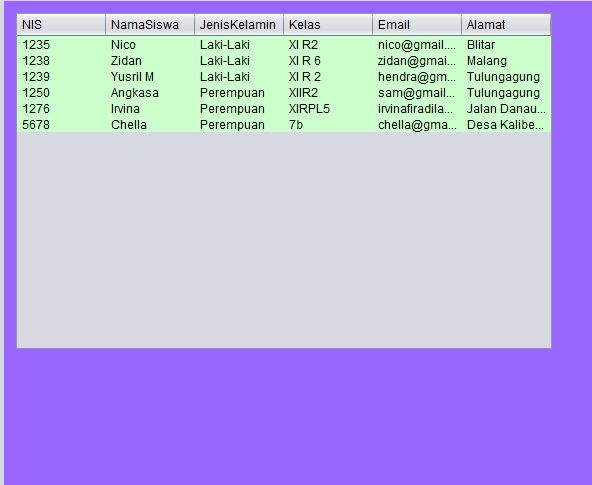 NIS NamaSiswa JenisKelamin Kelas Email Alamat
1235 Nico Laki-Laki XI R2 nico@gmail.... Blitar
1238 Zidan Laki-Laki XI R 6 zidan@gmai... Malang
1239 Yusril M Laki-Laki XI R 2 hendra@gm... Tulungagung
1250 Angkasa Perempuan XIIR2 sam@gmail... Tulungagung
1276 Irvina Perempuan XIRPL5 irvinafiradila... Jalan Danau...
5678 Chella Perempuan 7b chella@gma... Desa Kalibe...